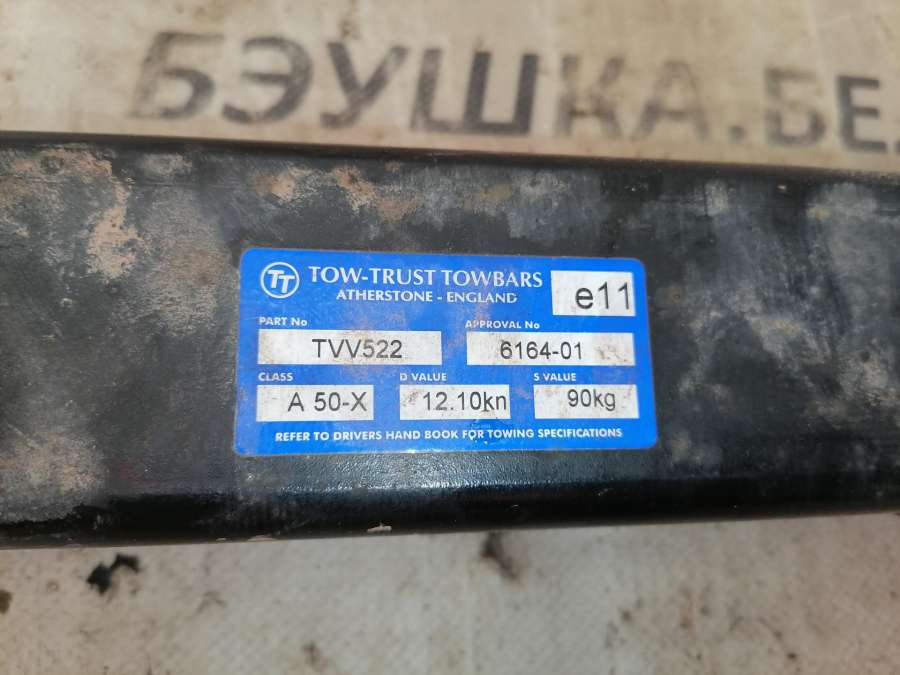 БЭУШКА.БЕ
TT TOW-TRUST TOWBARS
ATHERSTONE - ENGLAND
e11
PART No
APPROVAL No
TVV522
6164-01
CLASS
D VALUE
S VALUE
A 50-X
12.10kn
90kg
REFER TO DRIVERS HAND BOOK FOR TOWING SPECIFICATIONS